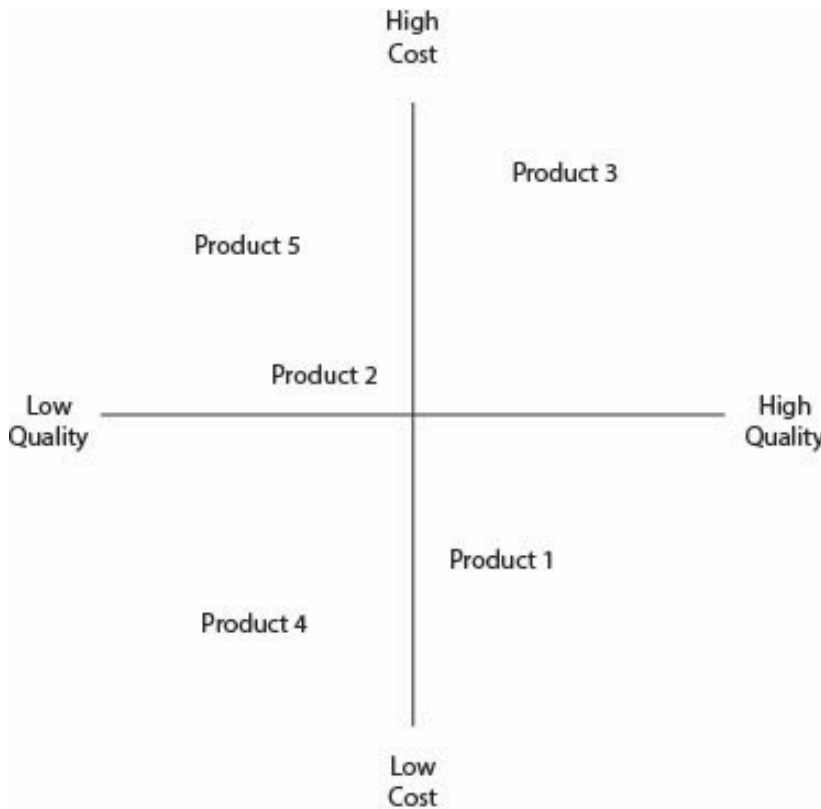 High
Cost
Product 3
Product 5
Product 2
Low
Quality
High
Quality
Product 1
Product 4
Low
Cost